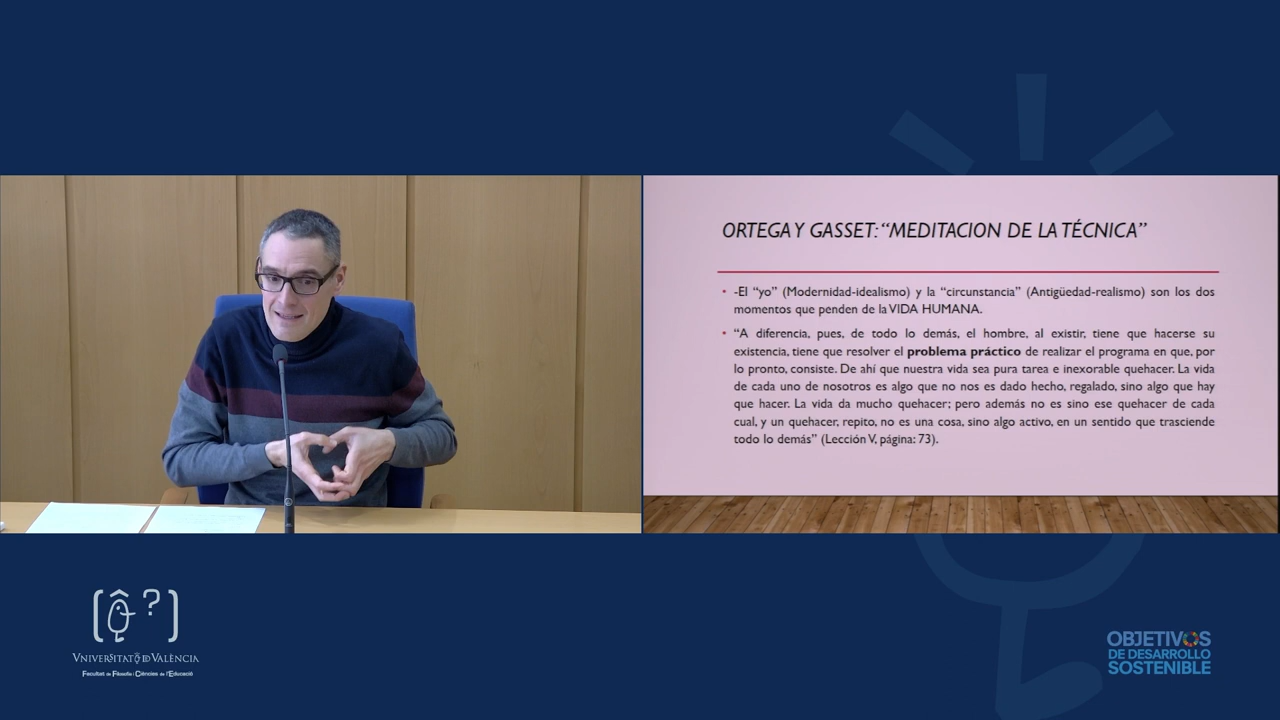 ORTEGA Y GASSET: “MEDITACION DE LA TÉCNICA”
-El “yo” (Modernidad-idealismo) y la “circunstancia” (Antigüedad-realismo) son los dos
momentos que penden de la VIDA HUMANA.
“A diferencia, pues, de todo lo demás, el hombre, al existir, tiene que hacerse su
existencia, tiene que resolver el problema práctico de realizar el programa en que, por
lo pronto, consiste. De ahí que nuestra vida sea pura tarea e inexorable quehacer. La vida
de cada uno de nosotros es algo que no nos es dado hecho, regalado, sino algo que hay
que hacer. La vida da mucho quehacer; pero además no es sino ese quehacer de cada
cual, y un quehacer, repito, no es una cosa, sino algo activo, en un sentido que trasciende
todo lo demás” (Lección V, página: 73).
[?]
VNIVERSITAT ID VALÈNCIA
Facultat de Filosofia i Ciències de l'Educació
OBJETIVOS
DE DESARROLLO
SOSTENIBLE